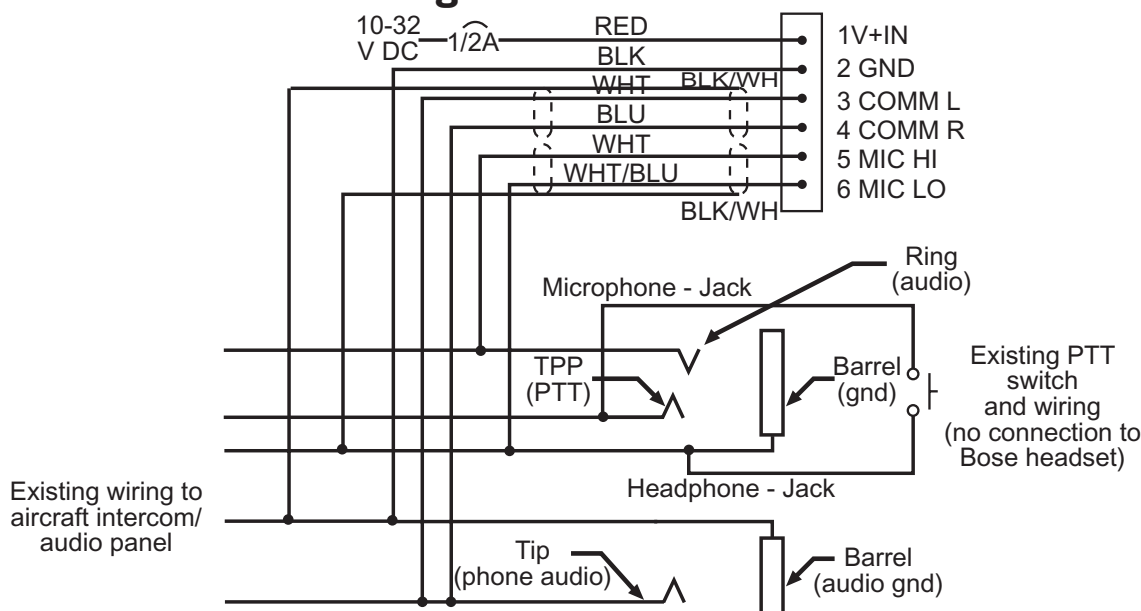 10-32
V DC
1/2A
RED
BLK
BLK/WH
WHT
BLU
WHT
WHT/BLU
BLK/WH
1V+IN
2 GND
3 COMM L
4 COMM R
5 MIC HI
6 MIC LO
Ring
(audio)
Microphone - Jack
TPP
(PTT)
Barrel
(gnd)
Existing PTT
switch
and wiring
(no connection to
Bose headset)
Headphone - Jack
Existing wiring to
aircraft intercom/
audio panel
Tip
(phone audio)
Barrel
(audio gnd)